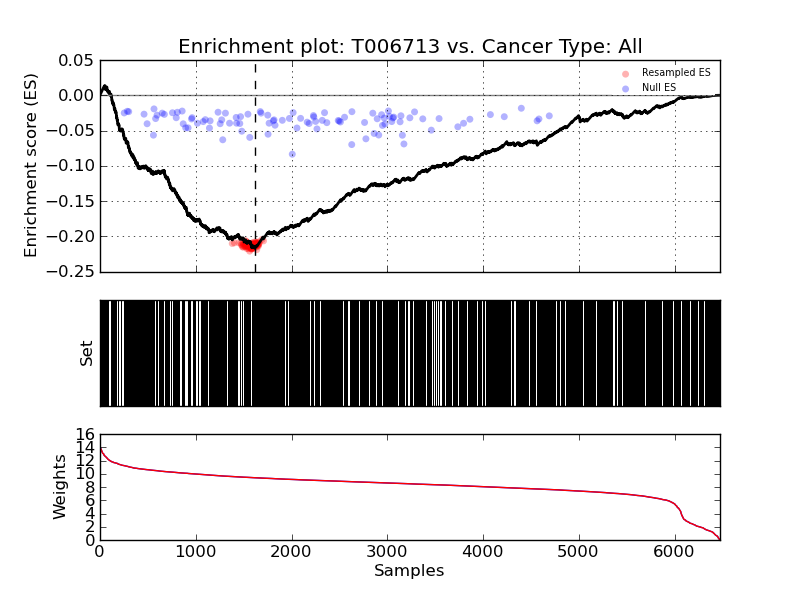 Enrichment plot: T006713 vs. Cancer Type: All
Enrichment score (ES)
0.05
0.00
−0.05
−0.10
−0.15
−0.20
−0.25
Resampled ES
Null ES
Set
Weights
16
14
12
10
8
6
4
2
0
0 1000 2000 3000 4000 5000 6000
Samples